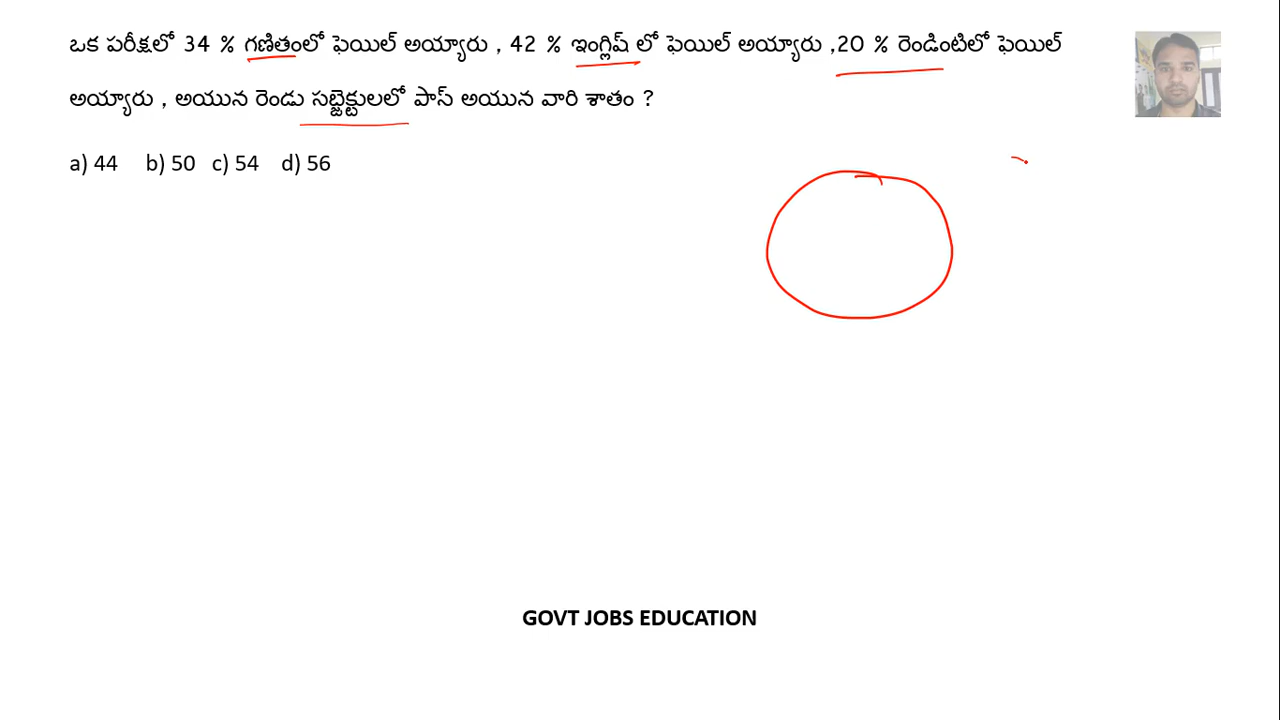 ఒక పరీక్షలో 34 % గణితంలో ఫెయిల్ అయ్యారు , 42 % ఇంగ్లిష్ లో ఫెయిల్ అయ్యారు ,20 % రెండింటిలో ఫెయిల్
అయ్యారు , అయున రెండు సబ్జెక్టులలో పాస్ అయున వారి శాతం ?
a) 44 b) 50 c) 54 d) 56
GOVT JOBS EDUCATION